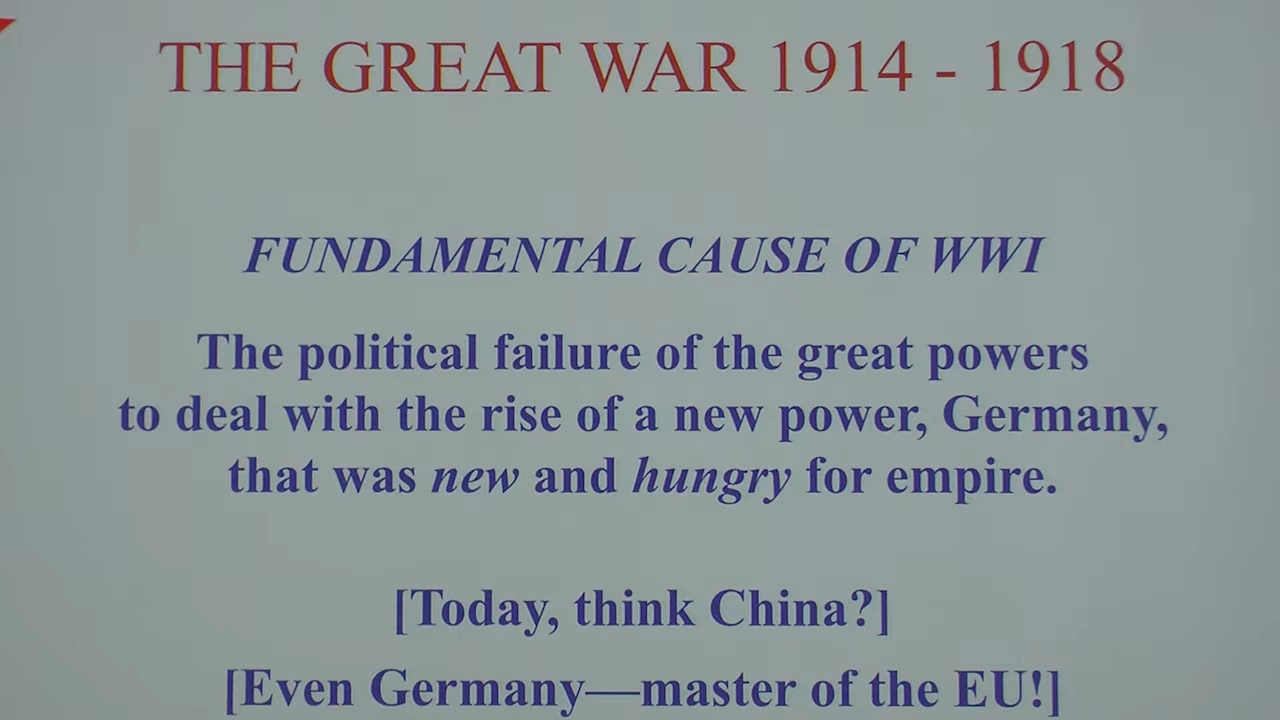 THE GREAT WAR 1914 - 1918
FUNDAMENTAL CAUSE OF WWI
The political failure of the great powers
to deal with the rise of a new power, Germany,
that was new and hungry for empire.
[Today, think China?]
[Even Germany—master of the EU!]